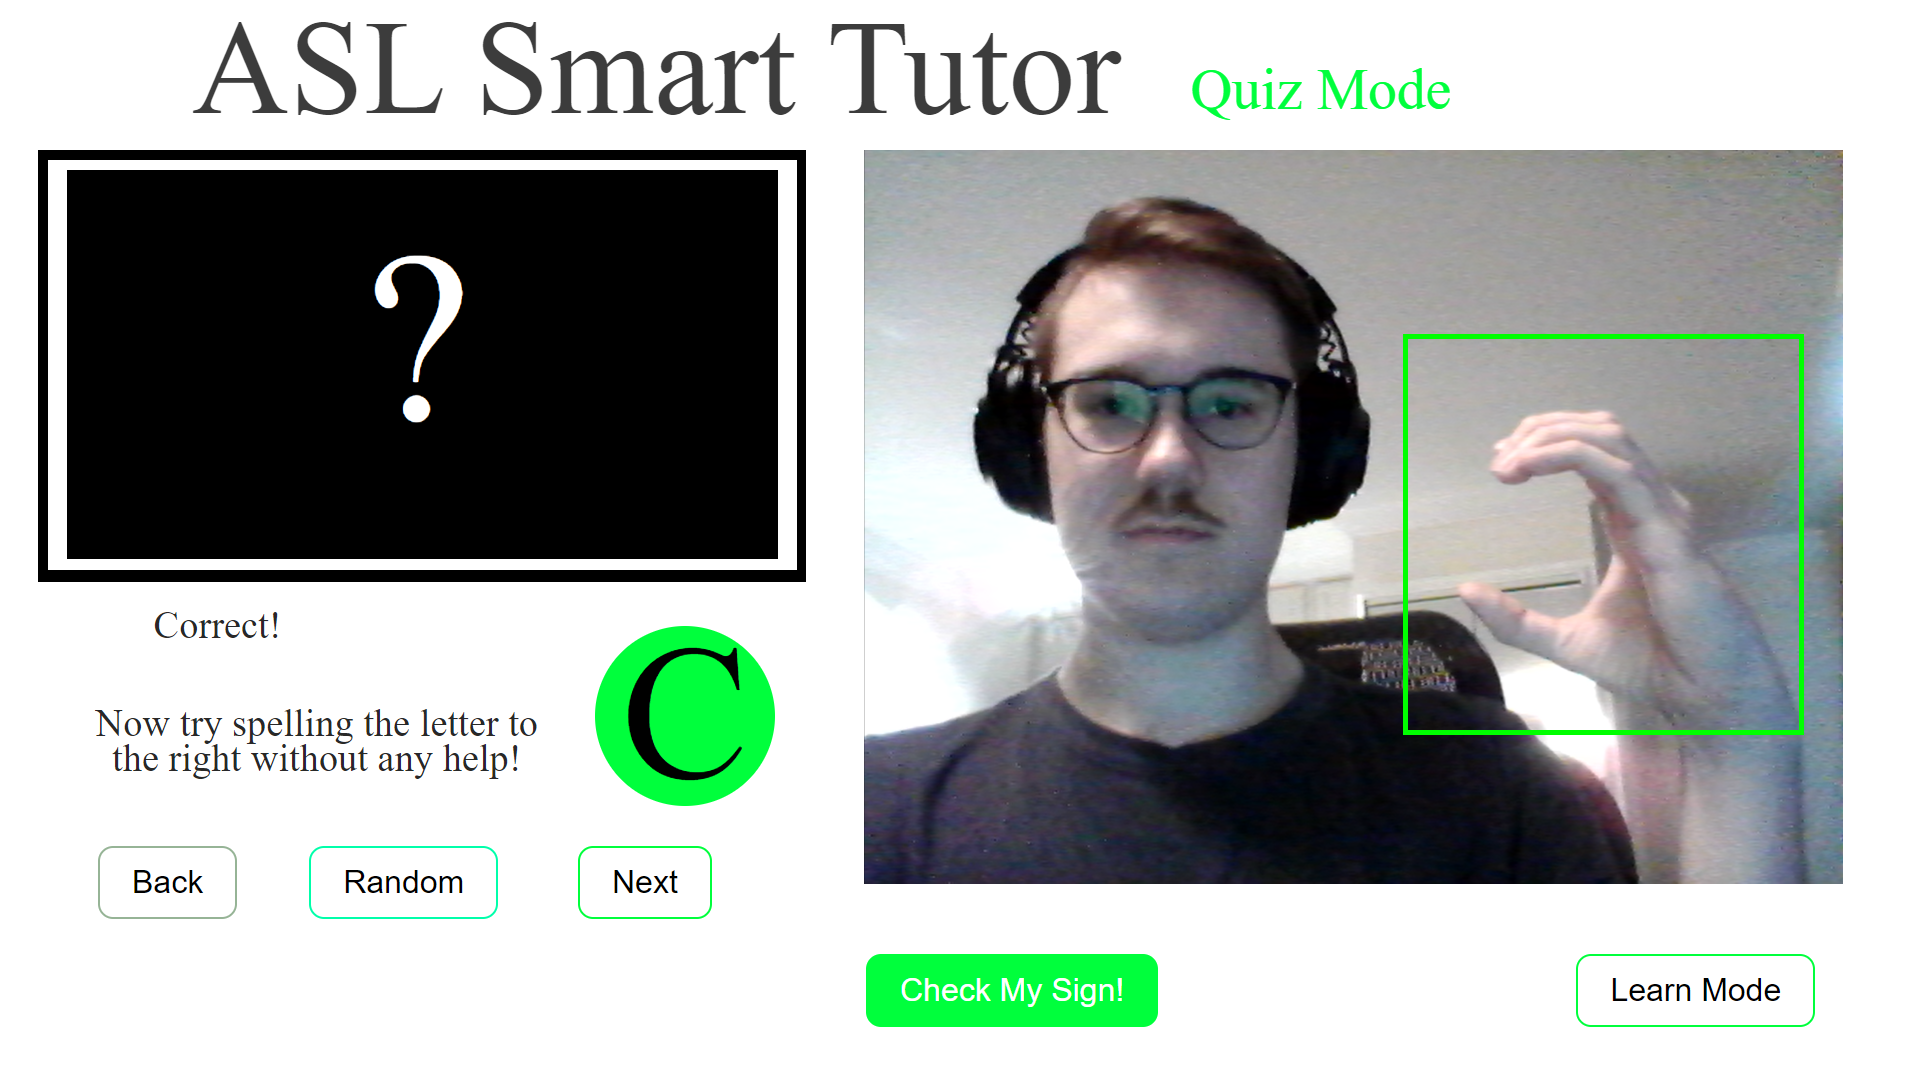 ASL Smart Tutor
Quiz Mode
?
Correct!
Now try spelling the letter to
the right without any help!
C
Back
Random
Next
Check My Sign!
Learn Mode